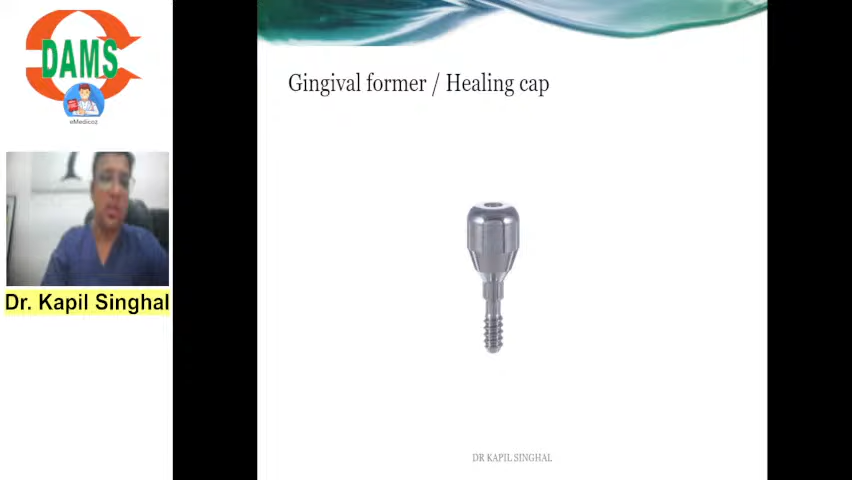 DAMS
eMedicoz
Dr. Kapil Singhal
Gingival former / Healing cap
DR KAPIL SINGHAL